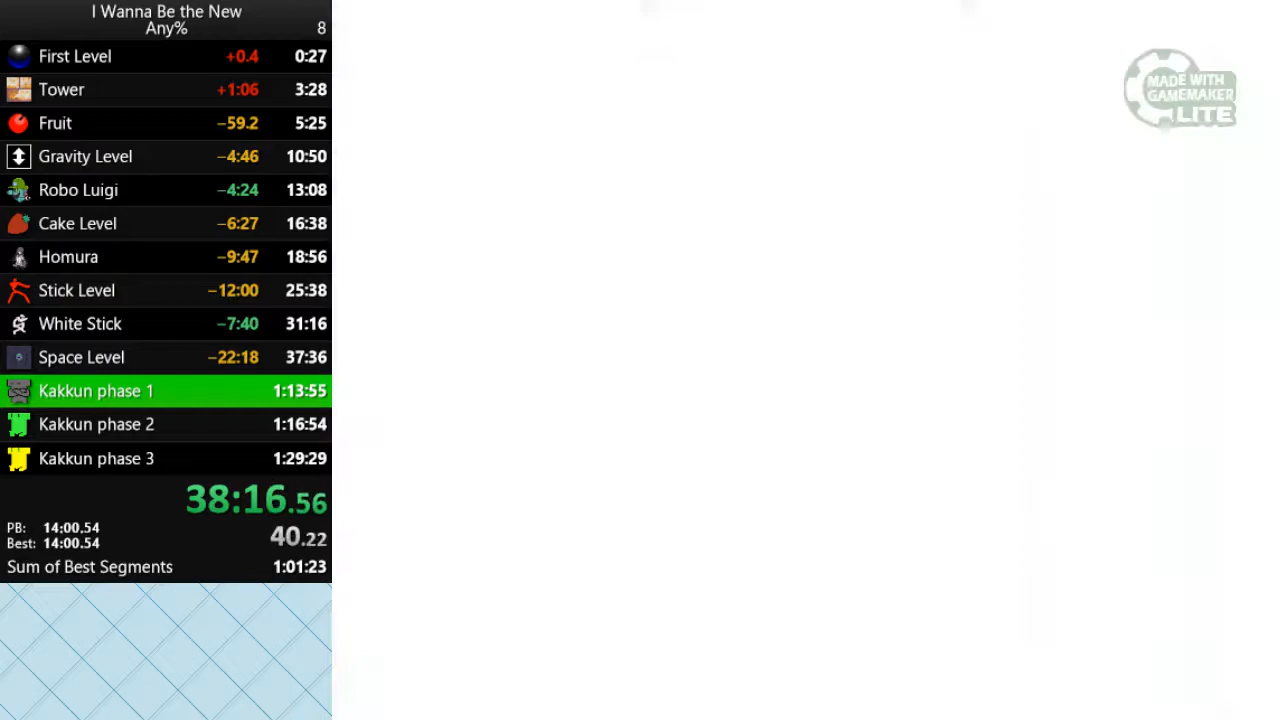 I Wanna Be the New
Any% 8
First Level +0.4 0:27
Tower +1:06 3:28
Fruit −59.2 5:25
Gravity Level −4:46 10:50
Robo Luigi −4:24 13:08
Cake Level −6:27 16:38
Homura −9:47 18:56
Stick Level −12:00 25:38
White Stick −7:40 31:16
Space Level −22:18 37:36
Kakkun phase 1 1:13:55
Kakkun phase 2 1:16:54
Kakkun phase 3 1:29:29
38:16.56
PB: 14:00.54
Best: 14:00.54
40.22
Sum of Best Segments 1:01:23
MADE WITH
GAMEMAKER
LITE